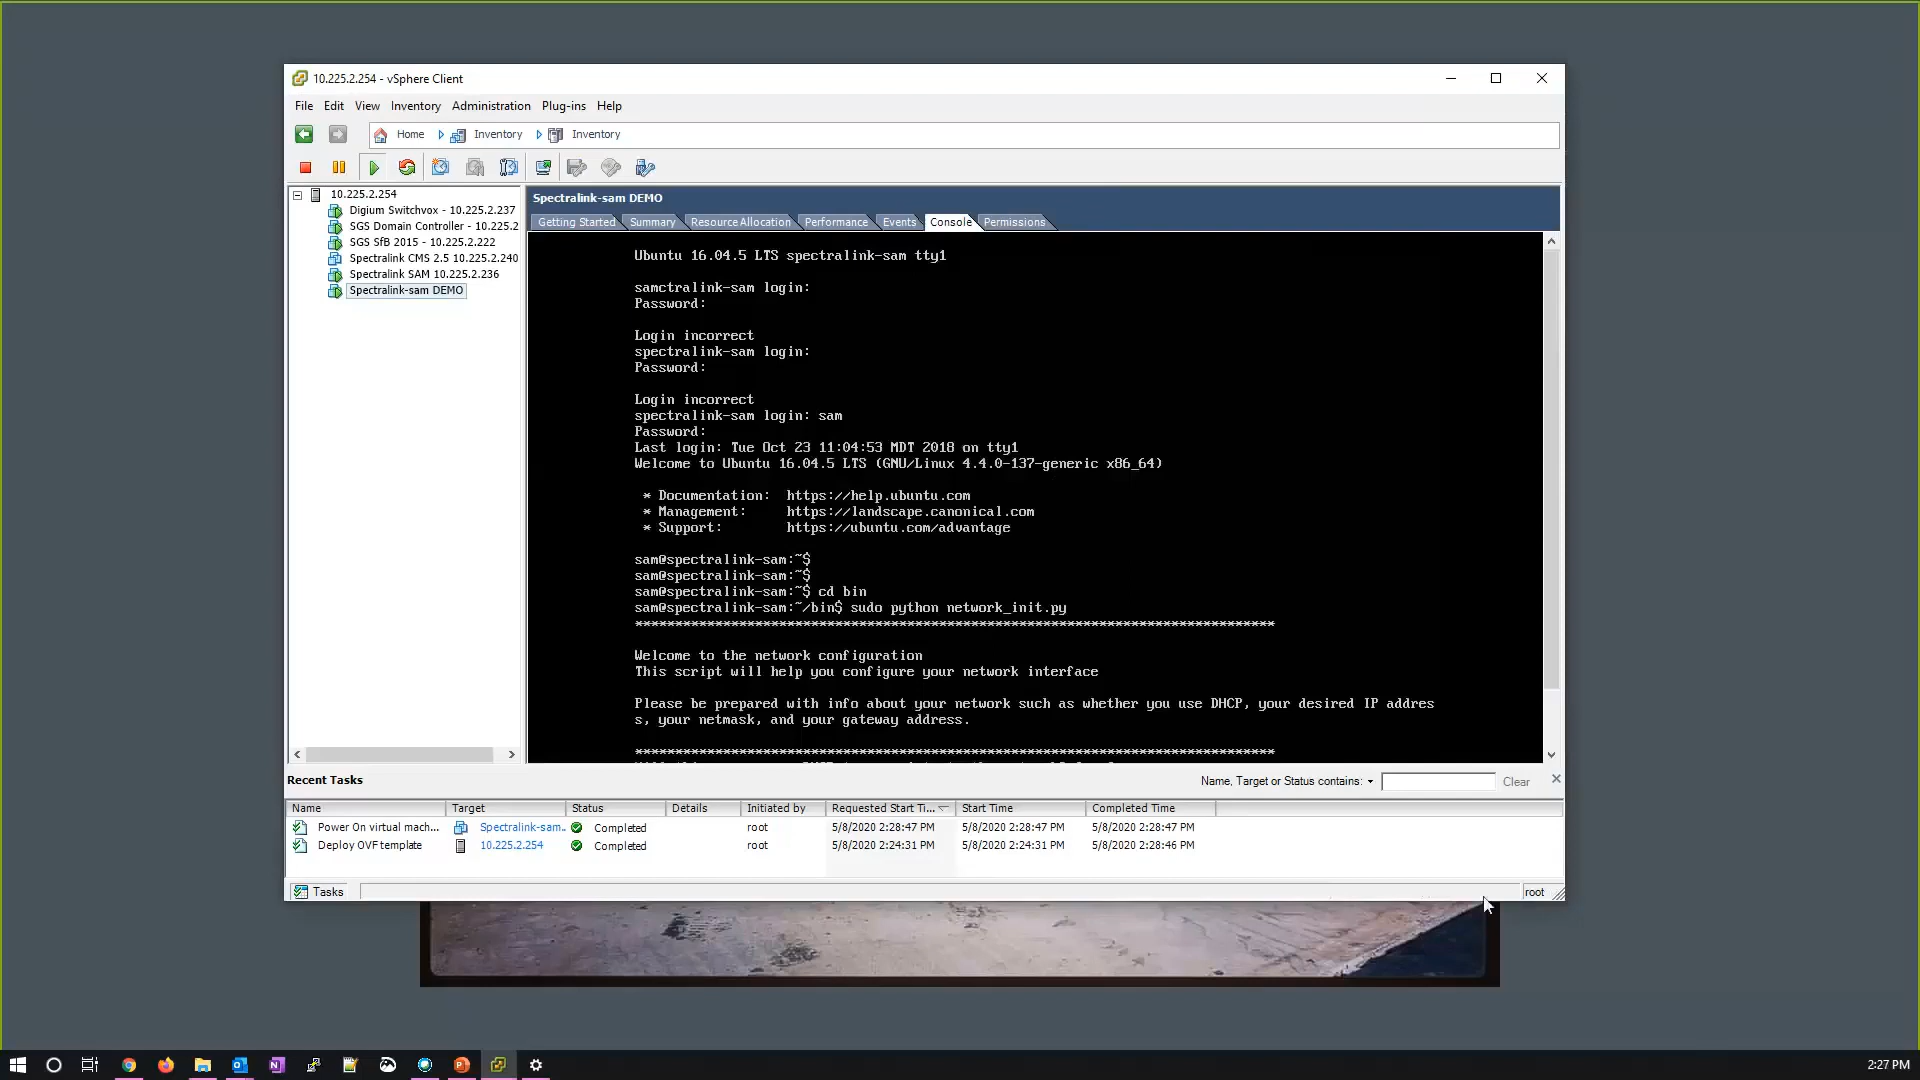 10.225.2.254 - vSphere Client
File Edit View Inventory Administration Plug-ins Help
Home Inventory Inventory
10.225.2.254
Digium Switchvox - 10.225.2.237
SGS Domain Controller - 10.225.2
SGS SfB 2015 - 10.225.2.222
Spectralink CMS 2.5 10.225.2.240
Spectralink SAM 10.225.2.236
Spectralink-sam DEMO
Spectralink-sam DEMO
Getting Started Summary Resource Allocation Performance Events Console Permissions
Ubuntu 16.04.5 LTS spectralink-sam tty1
samctralink-sam login:
Password:
Login incorrect
spectralink-sam login:
Password:
Login incorrect
spectralink-sam login: sam
Password:
Last login: Tue Oct 23 11:04:53 MDT 2018 on tty1
Welcome to Ubuntu 16.04.5 LTS (GNU/Linux 4.4.0-137-generic x86_64)
* Documentation: https://help.ubuntu.com
* Management: https://landscape.canonical.com
* Support: https://ubuntu.com/advantage
sam@spectralink-sam:~$
sam@spectralink-sam:~$
sam@spectralink-sam:~$ cd bin
sam@spectralink-sam:~/bin$ sudo python network_init.py
********************************************************************************
Welcome to the network configuration
This script will help you configure your network interface
Please be prepared with info about your network such as whether you use DHCP, your desired IP addres
s, your netmask, and your gateway address.
********************************************************************************
Recent Tasks Name, Target or Status contains: Clear
Name Target Status Details Initiated by Requested Start Ti... Start Time Completed Time
Power On virtual mach... Spectralink-sam... Completed root 5/8/2020 2:28:47 PM 5/8/2020 2:28:47 PM 5/8/2020 2:28:47 PM
Deploy OVF template 10.225.2.254 Completed root 5/8/2020 2:24:31 PM 5/8/2020 2:24:31 PM 5/8/2020 2:28:46 PM
Tasks root
2:27 PM